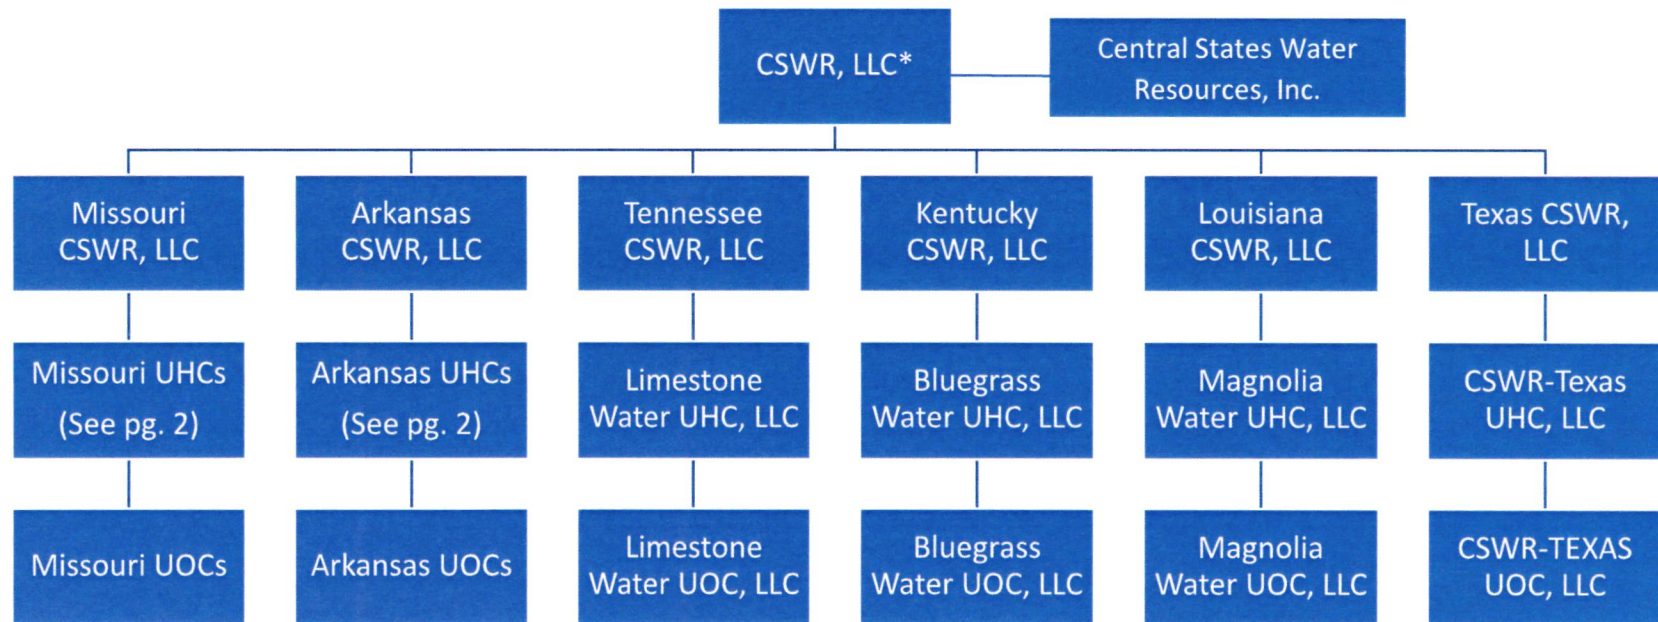 CSWR, LLC*
Central States Water
Resources, Inc.
Missouri
CSWR, LLC
Arkansas
CSWR, LLC
Tennessee
CSWR, LLC
Kentucky
CSWR, LLC
Louisiana
CSWR, LLC
Texas CSWR,
LLC
Missouri UHCs
(See pg. 2)
Arkansas UHCs
(See pg. 2)
Limestone
Water UHC, LLC
Bluegrass
Water UHC, LLC
Magnolia
Water UHC, LLC
CSWR-Texas
UHC, LLC
Missouri UOCs
Arkansas UOCs
Limestone
Water UOC, LLC
Bluegrass
Water UOC, LLC
Magnolia
Water UOC, LLC
CSWR-TEXAS
UOC, LLC